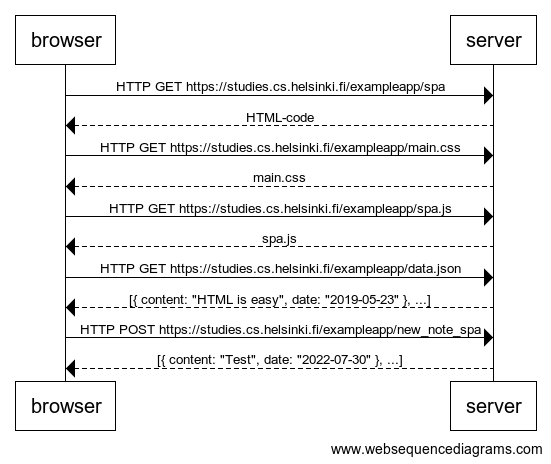 browser server
HTTP GET https://studies.cs.helsinki.fi/exampleapp/spa
HTML-code
HTTP GET https://studies.cs.helsinki.fi/exampleapp/main.css
main.css
HTTP GET https://studies.cs.helsinki.fi/exampleapp/spa.js
spa.js
HTTP GET https://studies.cs.helsinki.fi/exampleapp/data.json
[{ content: "HTML is easy", date: "2019-05-23" }, ...]
HTTP POST https://studies.cs.helsinki.fi/exampleapp/new_note_spa
[{ content: "Test", date: "2022-07-30" }, ...]
browser server
www.websequencediagrams.com